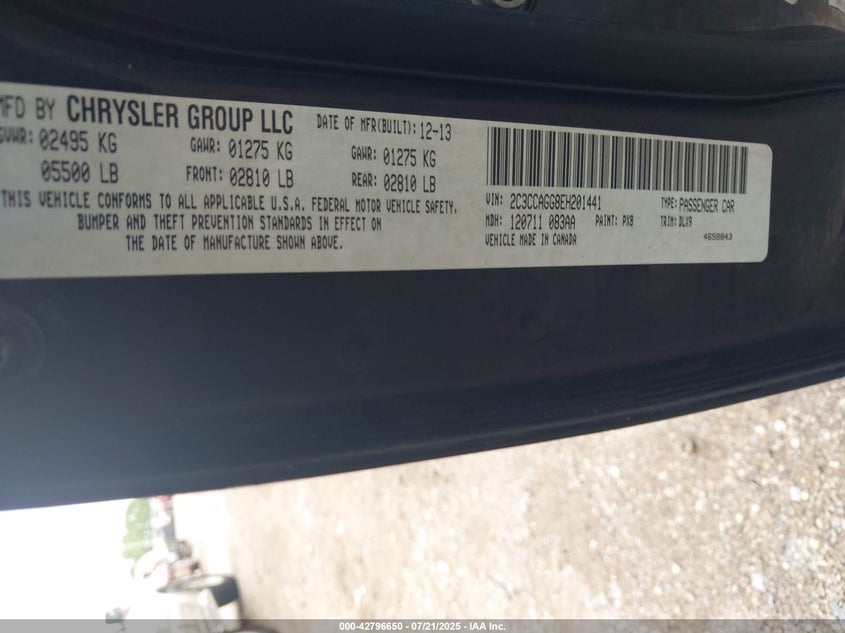 MFD BY CHRYSLER GROUP LLC DATE OF MFR(BUILT): 12-13
GVWR: 02495 KG GAWR: 01275 KG GAWR: 01275 KG
05500 LB FRONT: 02810 LB REAR: 02810 LB
THIS VEHICLE CONFORMS TO ALL APPLICABLE U.S.A. FEDERAL MOTOR VEHICLE SAFETY,
BUMPER AND THEFT PREVENTION STANDARDS IN EFFECT ON
THE DATE OF MANUFACTURE SHOWN ABOVE.
VIN: 2C3CCAGG8EH201441 TYPE: PASSENGER CAR
MDH: 120711 083AA PAINT: PX8 TRIM: DLX9
VEHICLE MADE IN CANADA 4658043
000-42796650 - 07/21/2025 - IAA Inc.